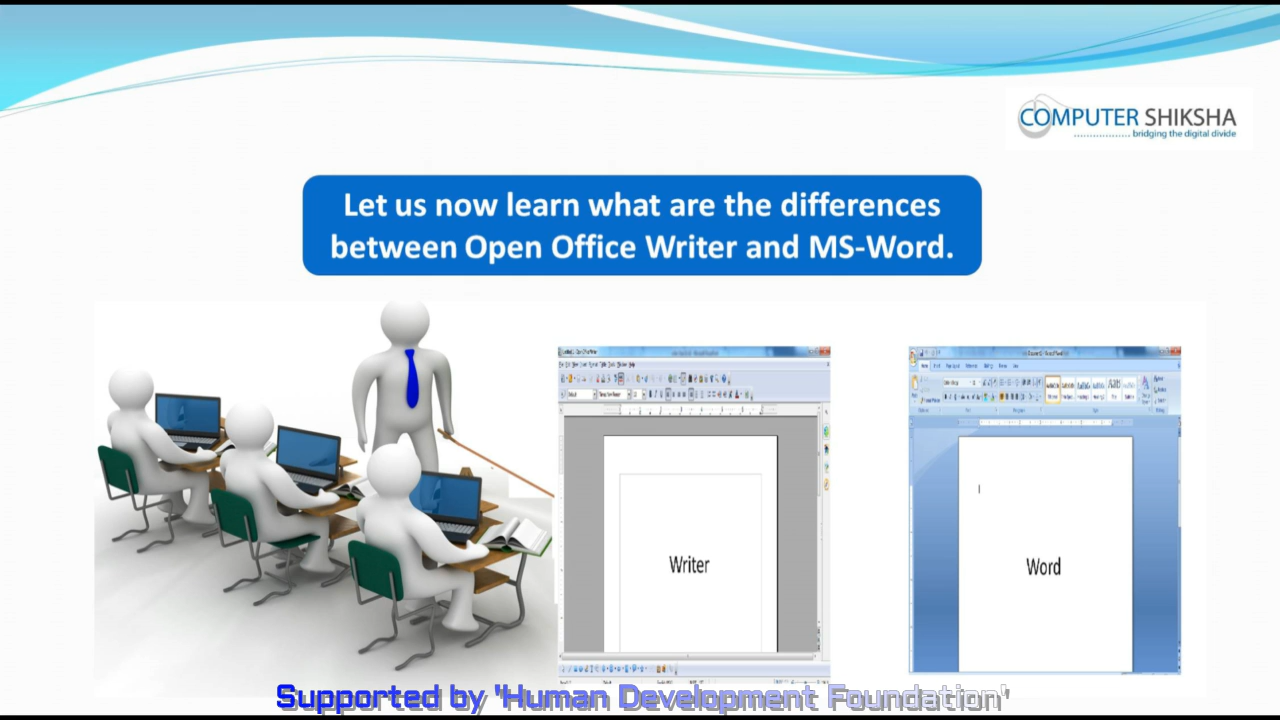 COMPUTER SHIKSHA
bridging the digital divide
Let us now learn what are the differences
between Open Office Writer and MS-Word.
Writer
Word
Supported by 'Human Development Foundation'